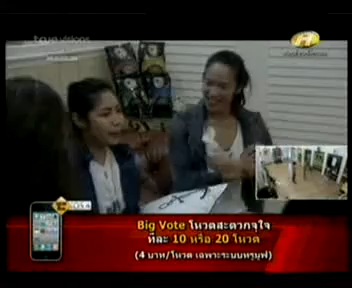 true visions
Big Vote โหวตสะดวกจุใจ
ทีละ 10 หรือ 20 โหวต
(4 บาท/โหวต เฉพาะระบบทรูมูฟ)